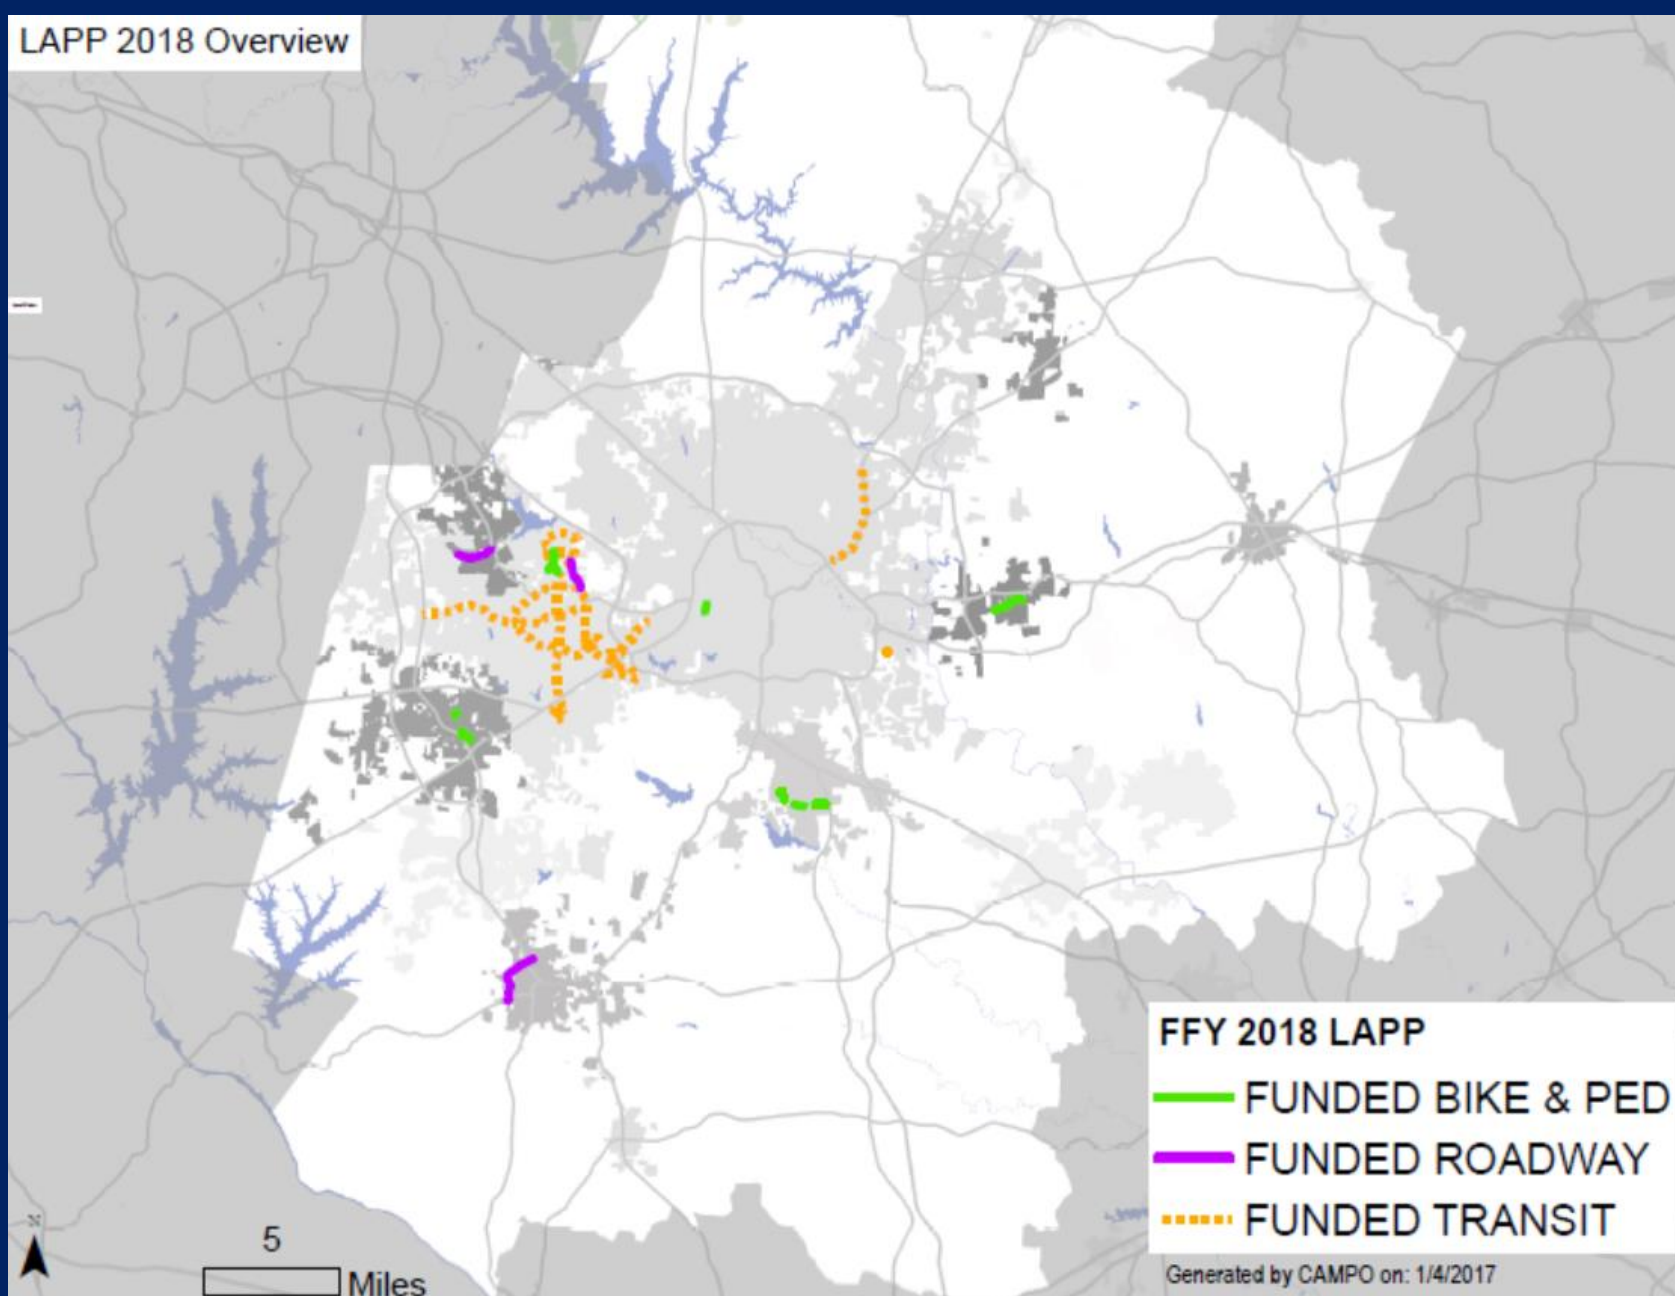 LAPP 2018 Overview
FFY 2018 LAPP
FUNDED BIKE & PED
FUNDED ROADWAY
FUNDED TRANSIT
Generated by CAMPO on: 1/4/2017
N
5
Miles